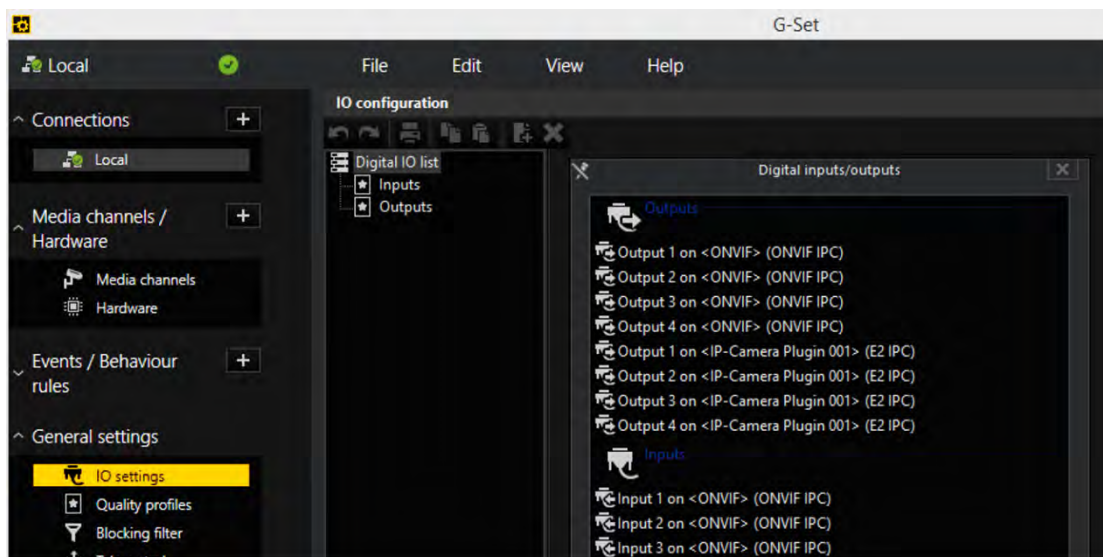 G-Set
Local
File Edit View Help
Connections
Local
Media channels /
Hardware
Media channels
Hardware
Events / Behaviour
rules
General settings
IO settings
Quality profiles
Blocking filter
IO configuration
Digital IO list
Inputs
Outputs
Digital inputs/outputs
Outputs
Output 1 on <ONVIF> (ONVIF IPC)
Output 2 on <ONVIF> (ONVIF IPC)
Output 3 on <ONVIF> (ONVIF IPC)
Output 4 on <ONVIF> (ONVIF IPC)
Output 1 on <IP-Camera Plugin 001> (E2 IPC)
Output 2 on <IP-Camera Plugin 001> (E2 IPC)
Output 3 on <IP-Camera Plugin 001> (E2 IPC)
Output 4 on <IP-Camera Plugin 001> (E2 IPC)
Inputs
Input 1 on <ONVIF> (ONVIF IPC)
Input 2 on <ONVIF> (ONVIF IPC)
Input 3 on <ONVIF> (ONVIF IPC)